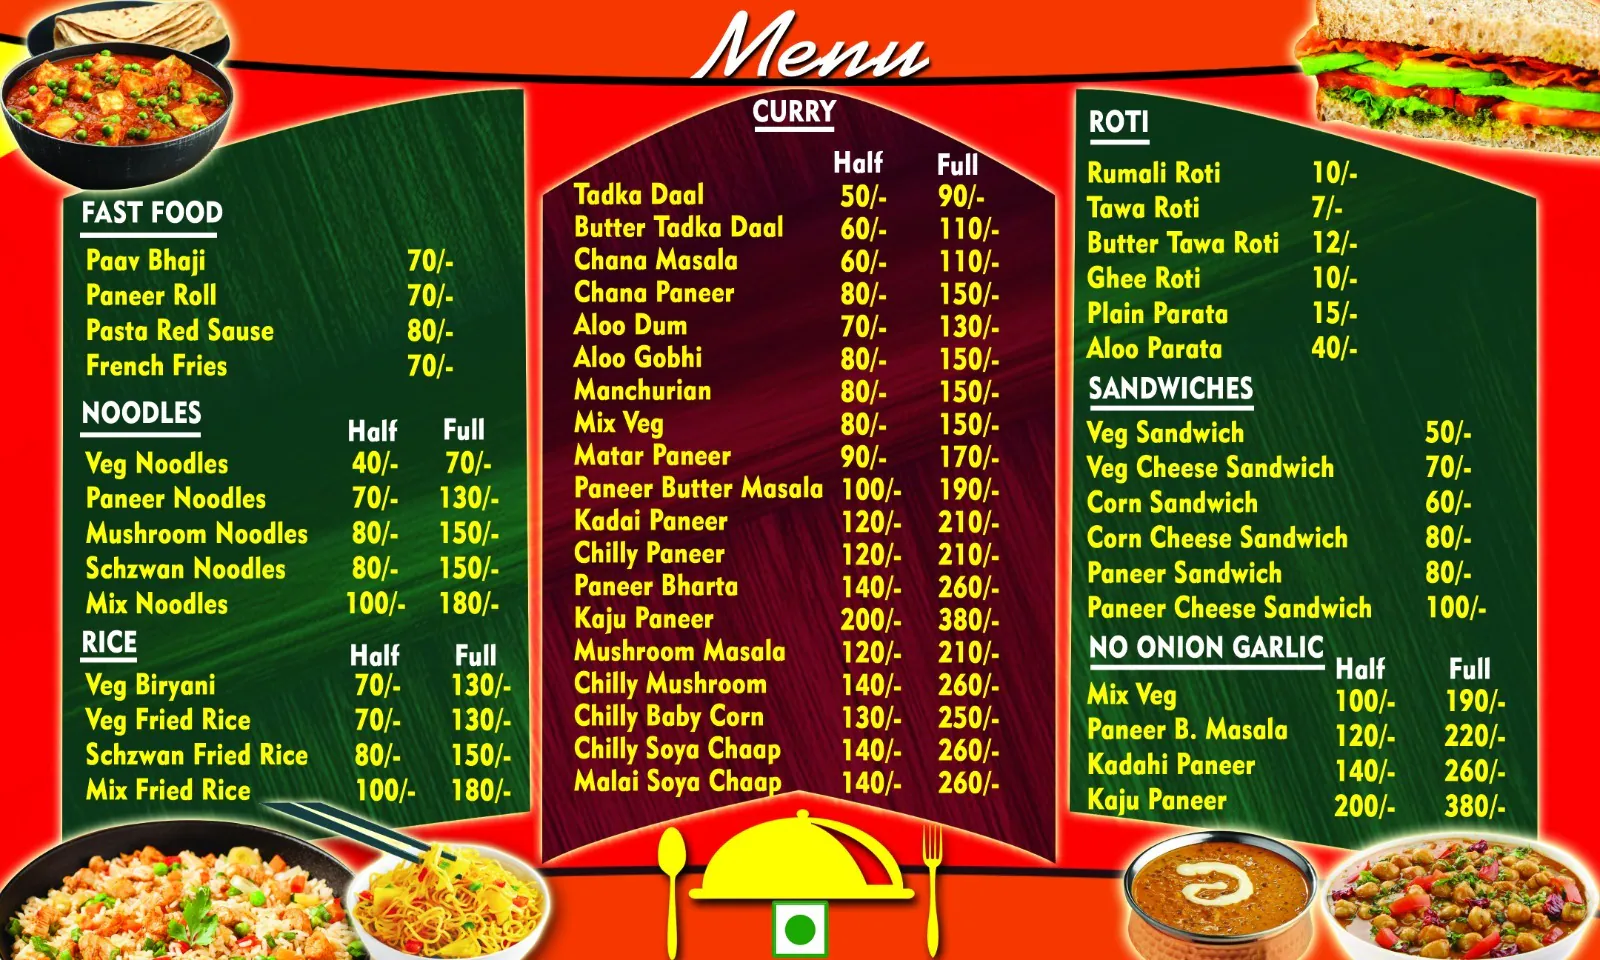 Menu
FAST FOOD
Paav Bhaji 70/-
Paneer Roll 70/-
Pasta Red Sause 80/-
French Fries 70/-
NOODLES
Half Full
Veg Noodles 40/- 70/-
Paneer Noodles 70/- 130/-
Mushroom Noodles 80/- 150/-
Schzwan Noodles 80/- 150/-
Mix Noodles 100/- 180/-
RICE
Half Full
Veg Biryani 70/- 130/-
Veg Fried Rice 70/- 130/-
Schzwan Fried Rice 80/- 150/-
Mix Fried Rice 100/- 180/-
CURRY
Half Full
Tadka Daal 50/- 90/-
Butter Tadka Daal 60/- 110/-
Chana Masala 60/- 110/-
Chana Paneer 80/- 150/-
Aloo Dum 70/- 130/-
Aloo Gobhi 80/- 150/-
Manchurian 80/- 150/-
Mix Veg 80/- 150/-
Matar Paneer 90/- 170/-
Paneer Butter Masala 100/- 190/-
Kadai Paneer 120/- 210/-
Chilly Paneer 120/- 210/-
Paneer Bharta 140/- 260/-
Kaju Paneer 200/- 380/-
Mushroom Masala 120/- 210/-
Chilly Mushroom 140/- 260/-
Chilly Baby Corn 130/- 250/-
Chilly Soya Chaap 140/- 260/-
Malai Soya Chaap 140/- 260/-
ROTI
Rumali Roti 10/-
Tawa Roti 7/-
Butter Tawa Roti 12/-
Ghee Roti 10/-
Plain Parata 15/-
Aloo Parata 40/-
SANDWICHES
Veg Sandwich 50/-
Veg Cheese Sandwich 70/-
Corn Sandwich 60/-
Corn Cheese Sandwich 80/-
Paneer Sandwich 80/-
Paneer Cheese Sandwich 100/-
NO ONION GARLIC
Half Full
Mix Veg 100/- 190/-
Paneer B. Masala 120/- 220/-
Kadahi Paneer 140/- 260/-
Kaju Paneer 200/- 380/-